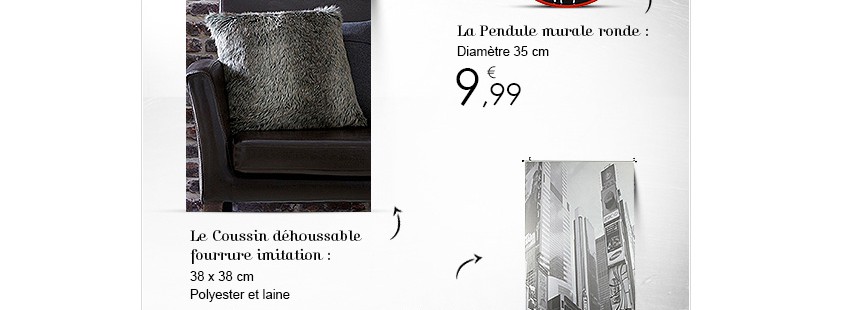 La Pendule murale ronde :
Diamètre 35 cm
9,99 €
Le Coussin déhoussable
fourrure imitation :
38 x 38 cm
Polyester et laine